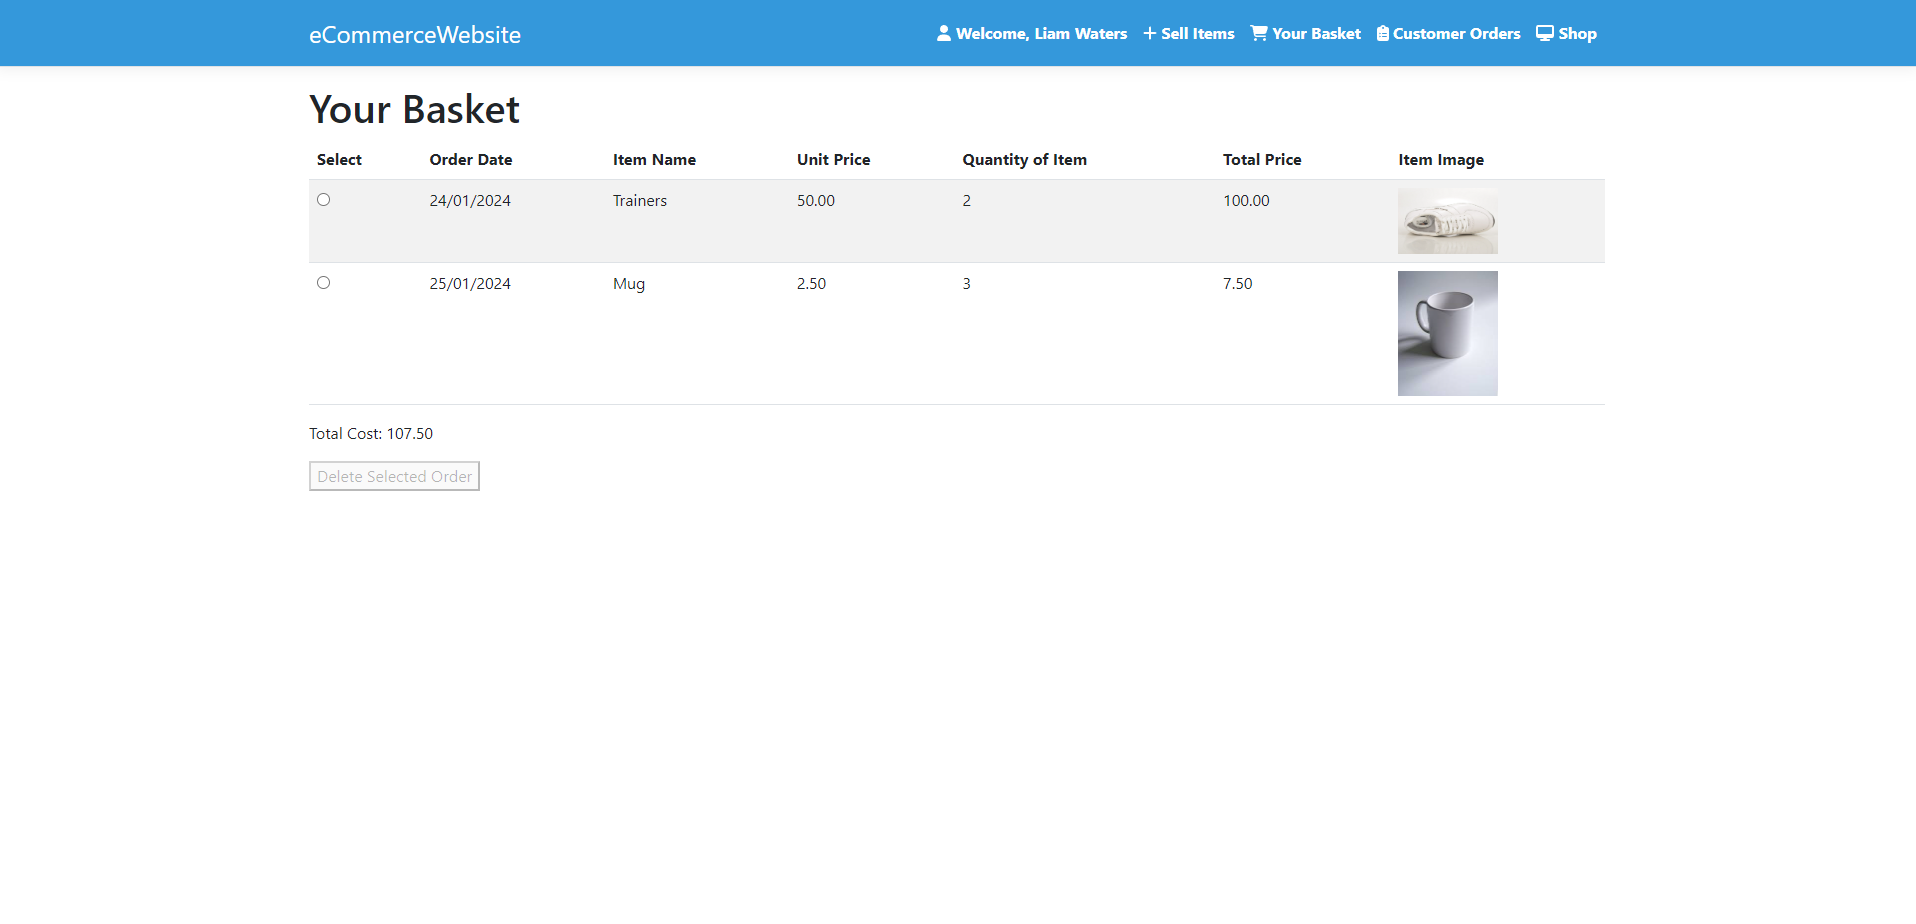 eCommerceWebsite Welcome, Liam Waters Sell Items Your Basket Customer Orders Shop
Your Basket
Select Order Date Item Name Unit Price Quantity of Item Total Price Item Image
24/01/2024 Trainers 50.00 2 100.00
25/01/2024 Mug 2.50 3 7.50
Total Cost: 107.50
Delete Selected Order